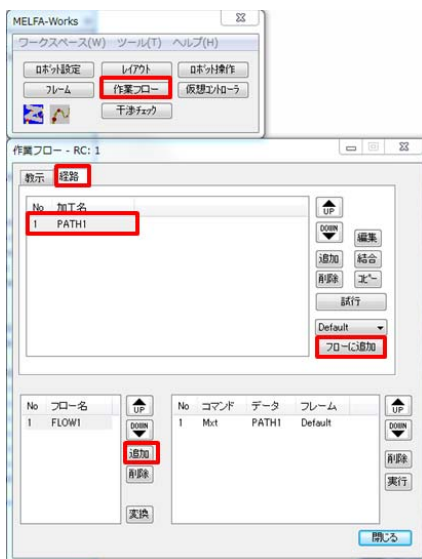 MELFA-Works
ワークスペース(W) ツール(T) ヘルプ(H)
ロボット設定 レイアウト ロボット操作
フレーム 作業フロー 仮想コントローラ
干渉チェック
作業フロー - RC: 1
教示 経路
No 加工名
1 PATH1
UP
DOWN
編集
追加 結合
削除 コピー
試行
Default
フローに追加
No フロー名
1 FLOW1
UP
DOWN
追加
削除
変換
No コマンド データ フレーム
1 Mxt PATH1 Default
UP
DOWN
削除
実行
閉じる